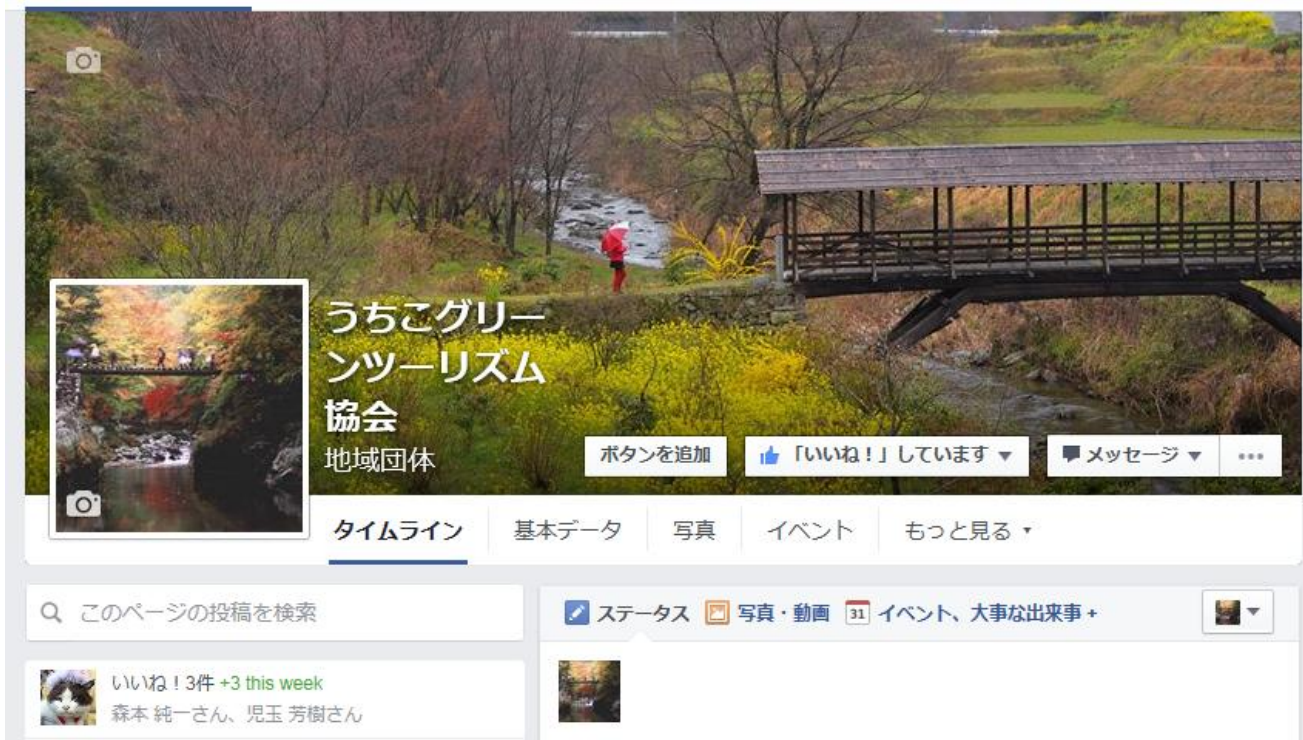 うちこグリー
ンツーリズム
協会
地域団体
ボタンを追加
「いいね！」しています
メッセージ
タイムライン
基本データ
写真
イベント
もっと見る
このページの投稿を検索
ステータス
写真・動画
31
イベント、大事な出来事 +
いいね！3件 +3 this week
森本 純一さん、児玉 芳樹さん